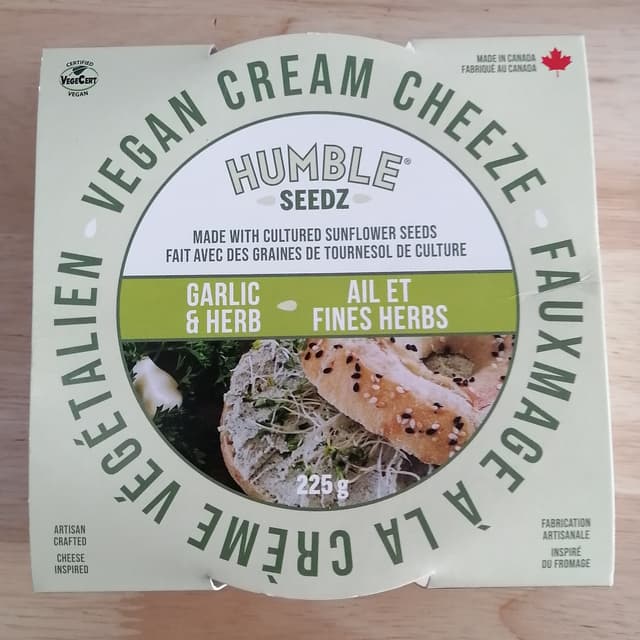 CERTIFIED
VEGECERT
VEGAN
MADE IN CANADA
FABRIQUÉ AU CANADA
VEGAN CREAM CHEEZE
FAUXMAGE À LA CRÈME VÉGÉTALIEN
HUMBLE®
SEEDZ
MADE WITH CULTURED SUNFLOWER SEEDS
FAIT AVEC DES GRAINES DE TOURNESOL DE CULTURE
GARLIC
& HERB
AIL ET
FINES HERBS
225 g
ARTISAN
CRAFTED
CHEESE
INSPIRED
FABRICATION
ARTISANALE
INSPIRÉ
DU FROMAGE